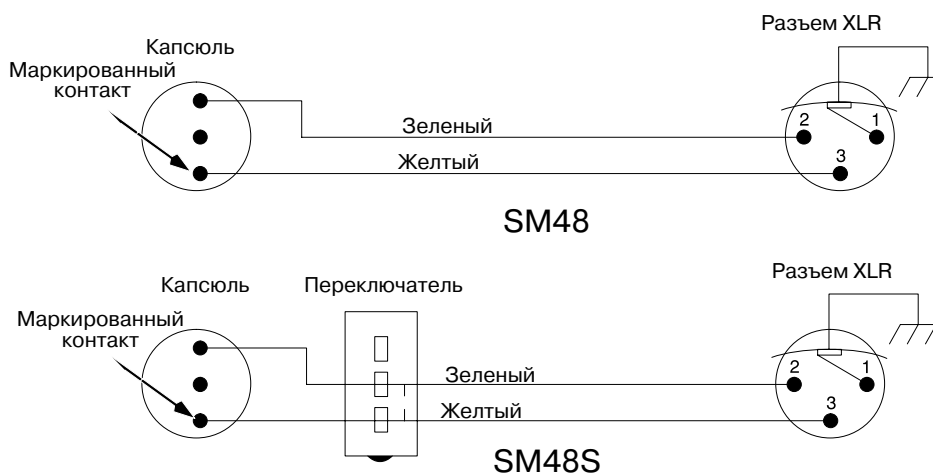 Разъем XLR
Капсюль
Маркированный
контакт
Зеленый
2
1
Желтый
3
SM48
Разъем XLR
Капсюль
Переключатель
Маркированный
контакт
Зеленый
2
1
Желтый
3
SM48S